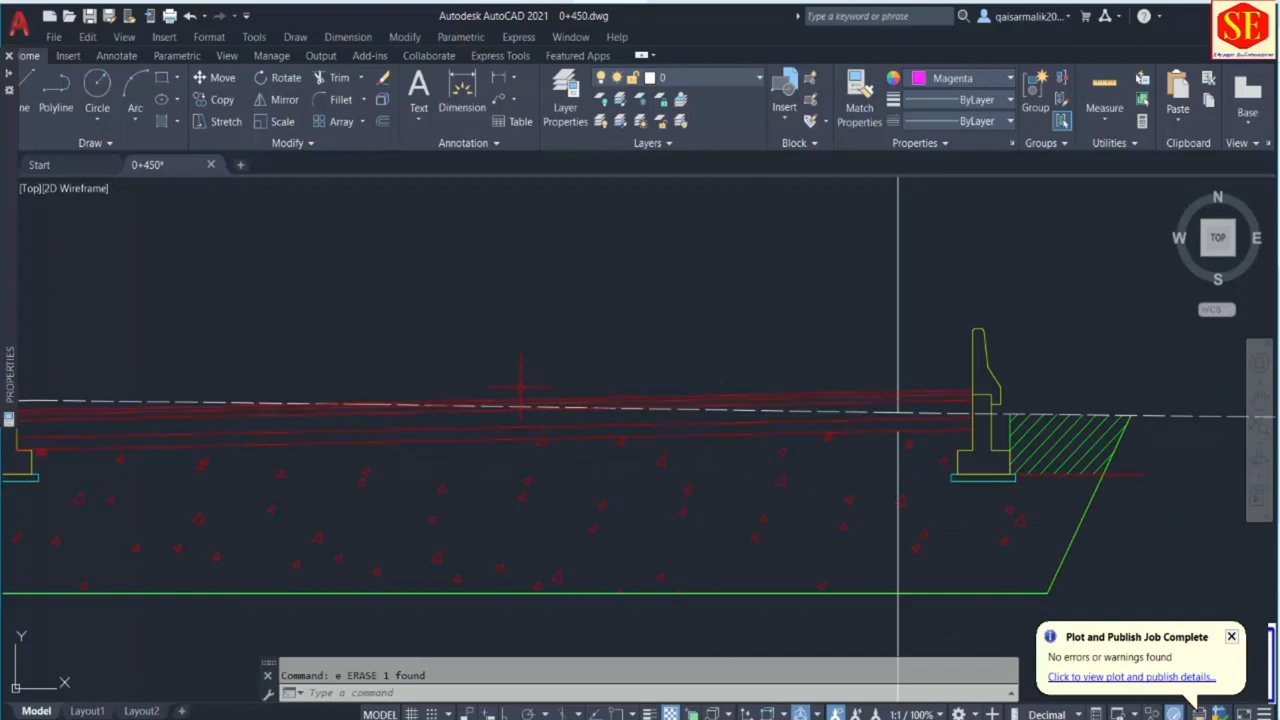 Autodesk AutoCAD 2021 0+450.dwg
Type a keyword or phrase
qaisarmalik20...
SE
File Edit View Insert Format Tools Draw Dimension Modify Parametric Express Window Help
ome Insert Annotate Parametric View Manage Output Add-ins Collaborate Express Tools Featured Apps
Move Rotate Trim
0
Magenta
ne Polyline Circle Arc
Copy Mirror Fillet
Text Dimension
Layer Properties
Insert
Match Properties
ByLayer
Group Measure Paste Base
Stretch Scale Array
Table
ByLayer
Draw Modify Annotation Layers Block Properties Groups Utilities Clipboard View
Start 0+450*
[Top][2D Wireframe]
N
W TOP E
S
WCS
PROPERTIES
Y
X
Plot and Publish Job Complete
No errors or warnings found
Click to view plot and publish details...
Command: e ERASE 1 found
Type a command
Model Layout1 Layout2
MODEL 1:1 / 100% Decimal